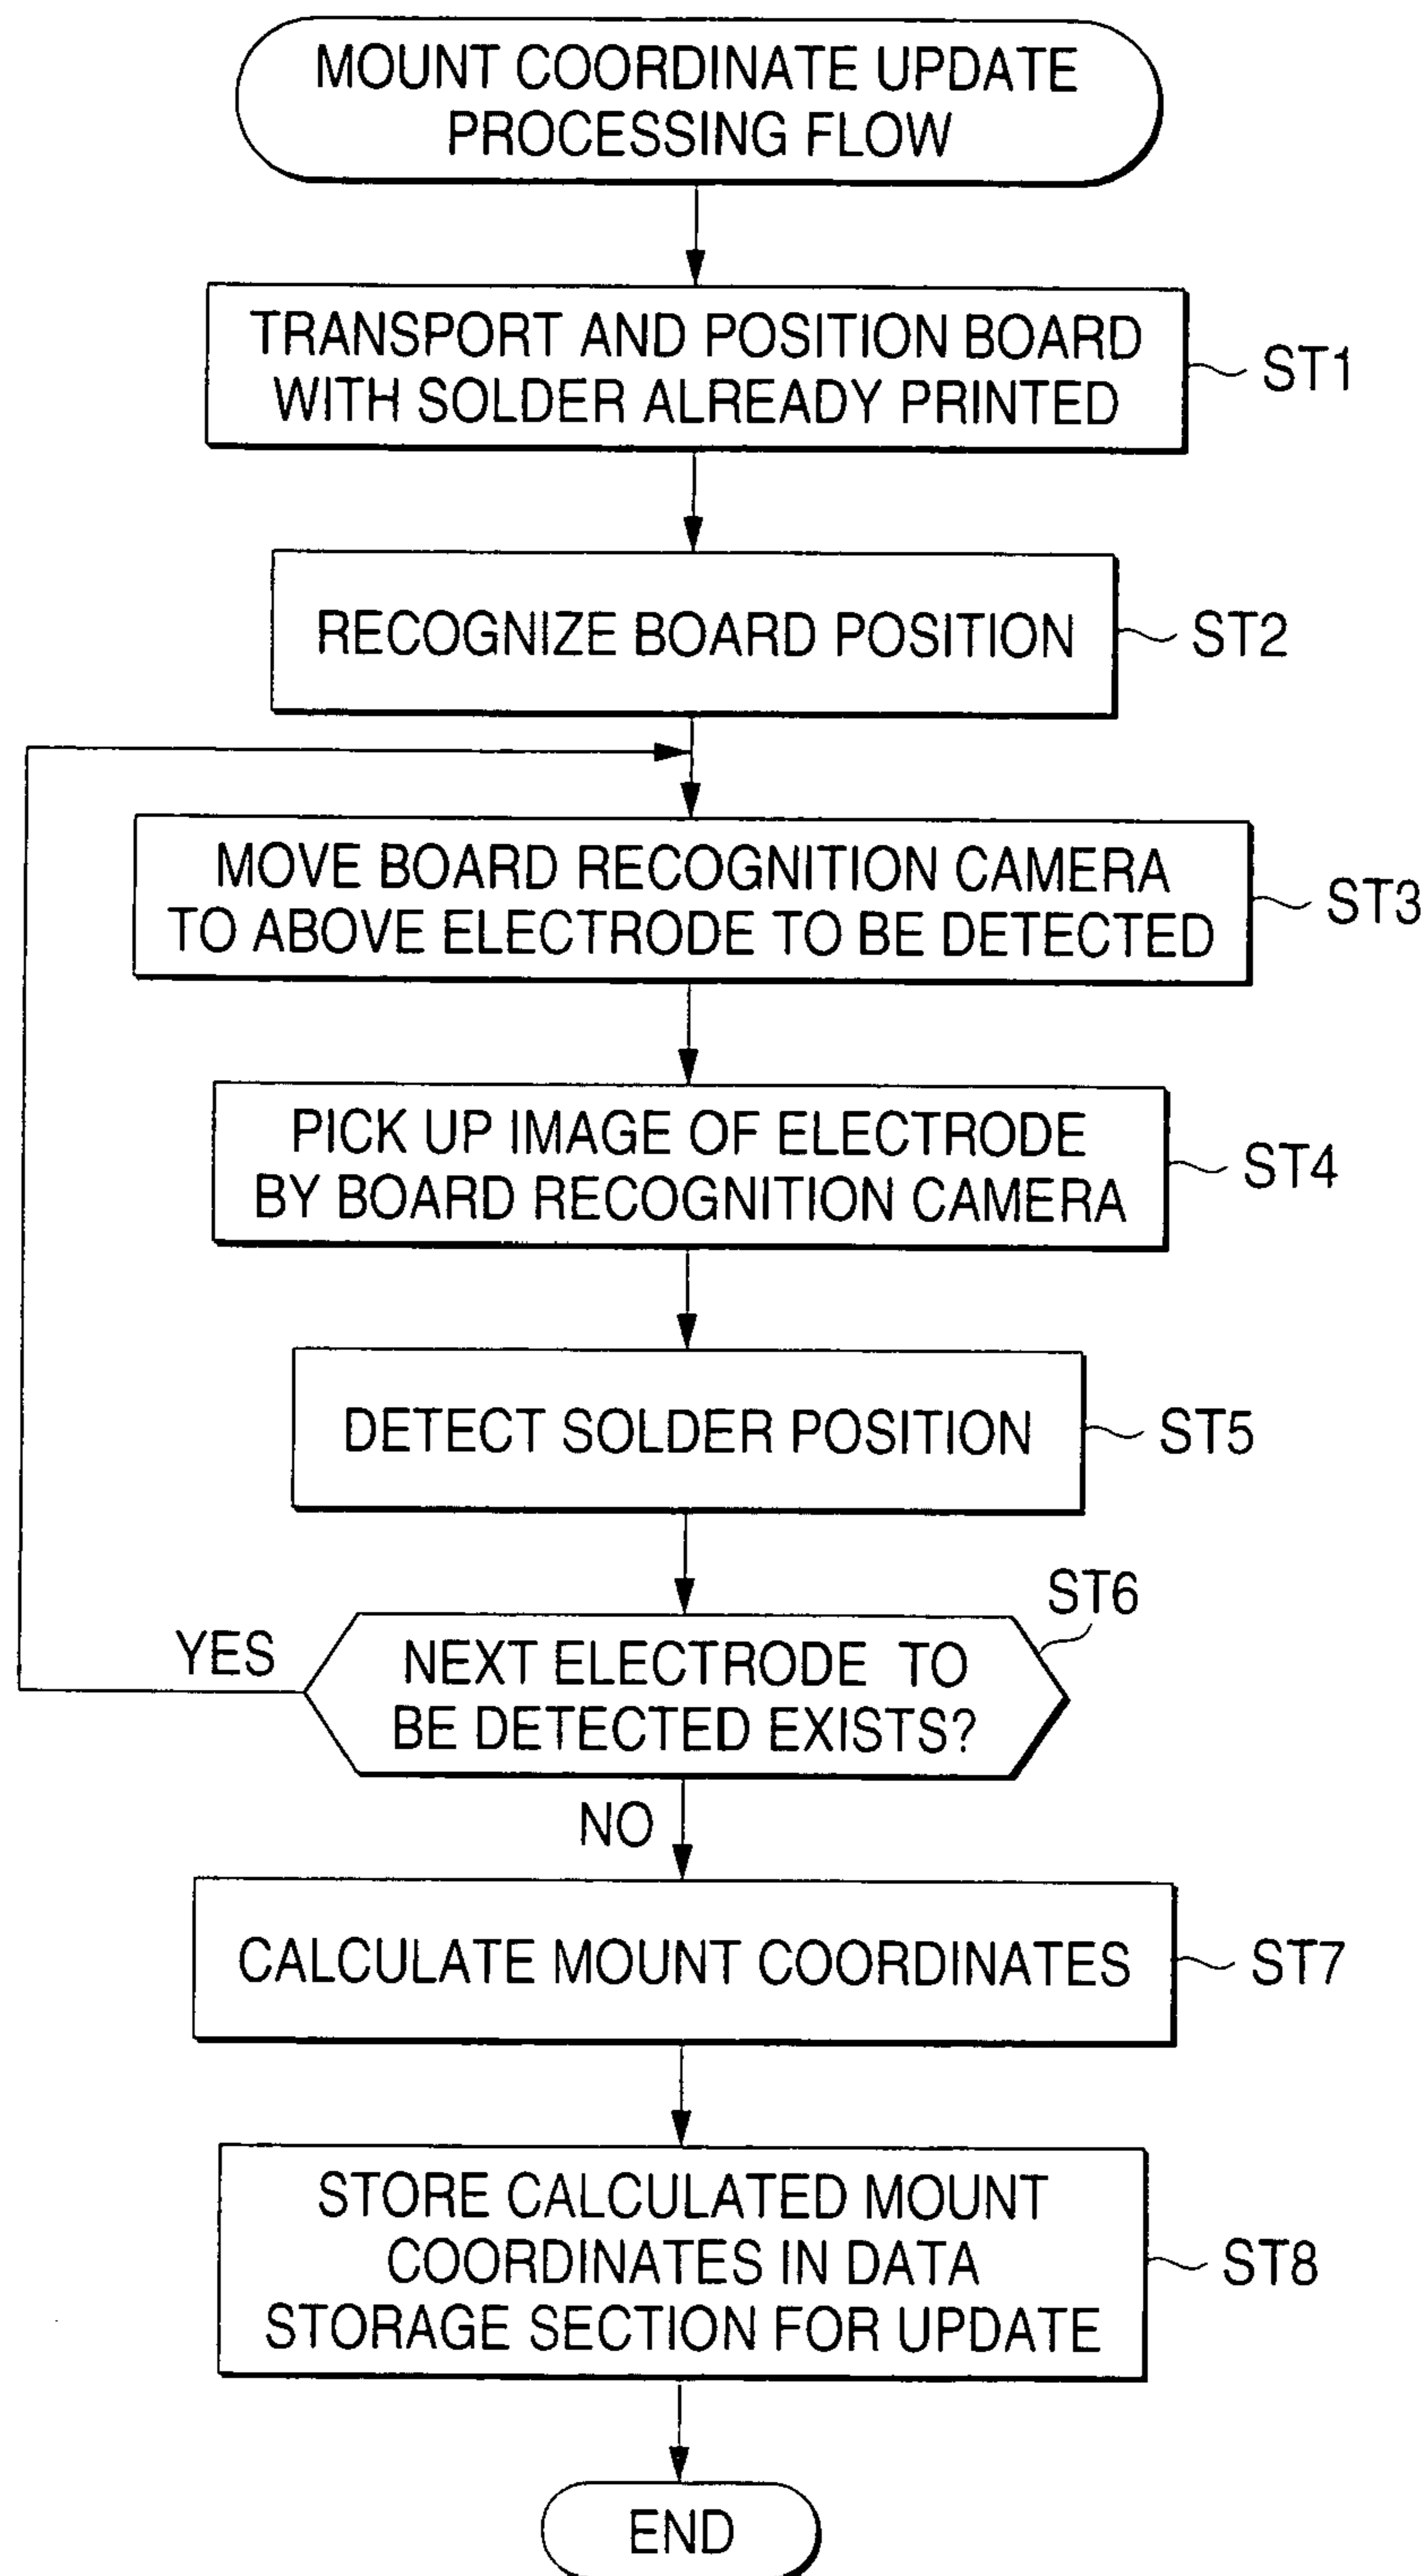 MOUNT COORDINATE UPDATE
PROCESSING FLOW
TRANSPORT AND POSITION BOARD
WITH SOLDER ALREADY PRINTED
ST1
RECOGNIZE BOARD POSITION
ST2
MOVE BOARD RECOGNITION CAMERA
TO ABOVE ELECTRODE TO BE DETECTED
ST3
PICK UP IMAGE OF ELECTRODE
BY BOARD RECOGNITION CAMERA
ST4
DETECT SOLDER POSITION
ST5
ST6
YES
NEXT ELECTRODE TO
BE DETECTED EXISTS?
NO
CALCULATE MOUNT COORDINATES
ST7
STORE CALCULATED MOUNT
COORDINATES IN DATA
STORAGE SECTION FOR UPDATE
ST8
END